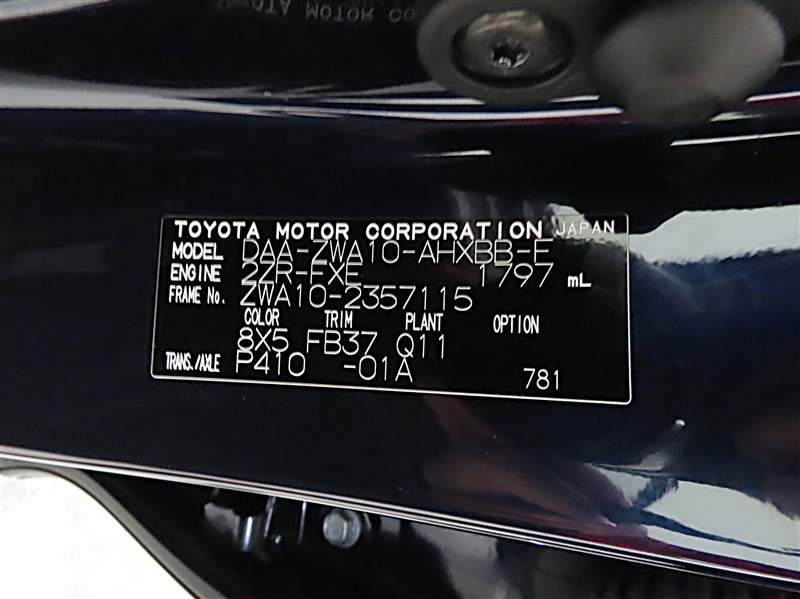 TOYOTA MOTOR CORPORATION JAPAN
MODEL DAA-ZWA10-AHXBB-E
ENGINE 2ZR-FXE 1797 mL
FRAME No. ZWA10-2357115
COLOR TRIM PLANT OPTION
8X5 FB37 Q11
TRANS./AXLE P410 -01A 781